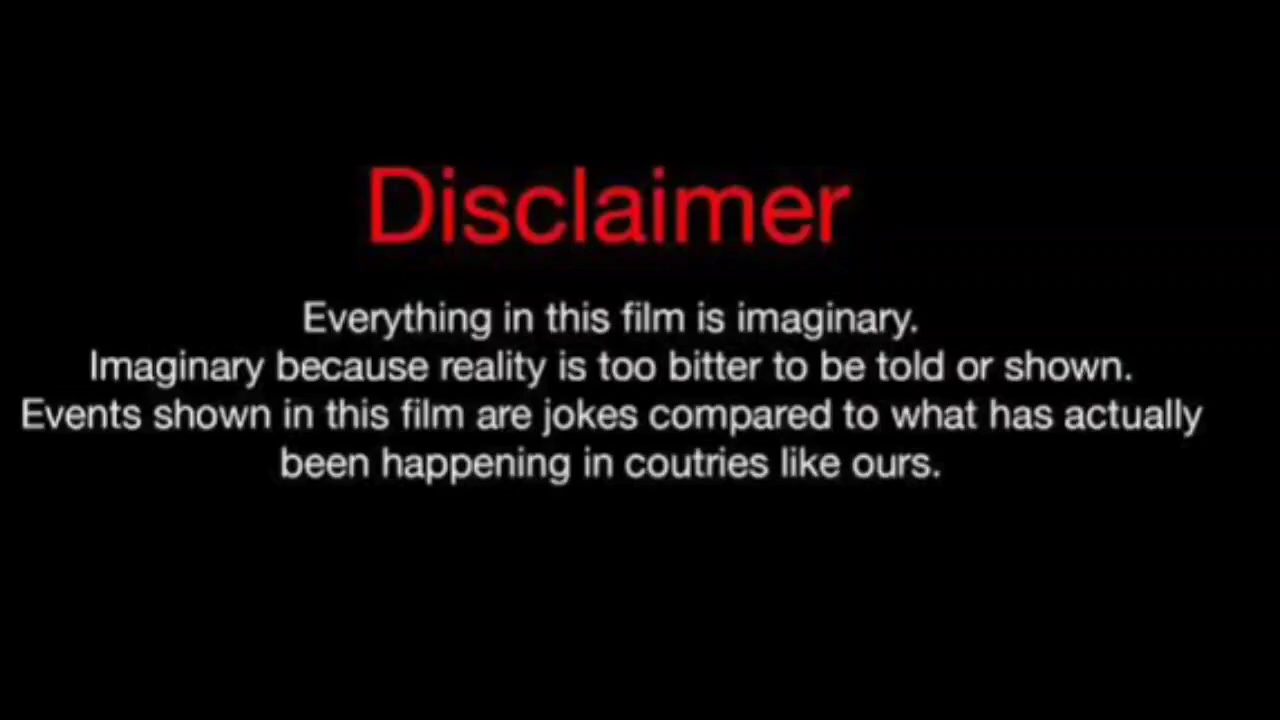 Disclaimer
Everything in this film is imaginary.
Imaginary because reality is too bitter to be told or shown.
Events shown in this film are jokes compared to what has actually
been happening in coutries like ours.